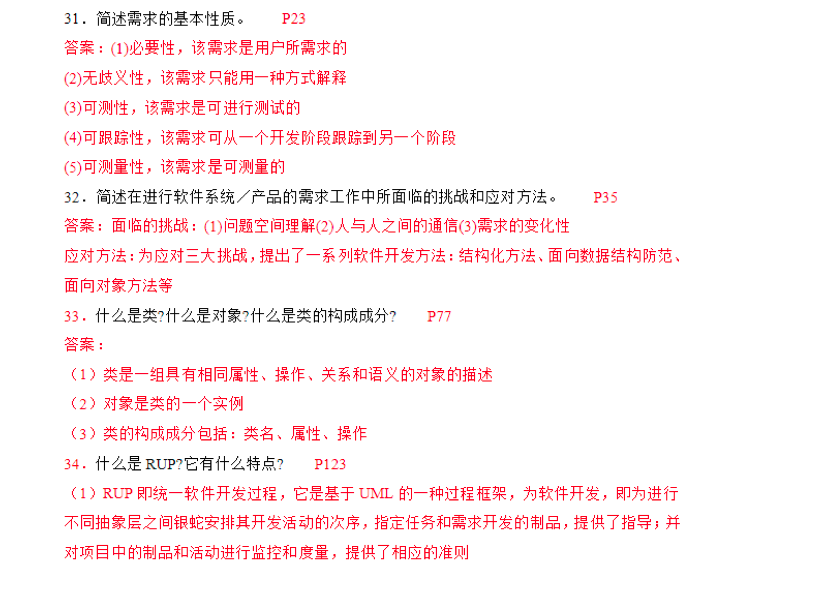 31．简述需求的基本性质。 P23
答案：(1)必要性，该需求是用户所需求的
(2)无歧义性，该需求只能用一种方式解释
(3)可测性，该需求是可进行测试的
(4)可跟踪性，该需求可从一个开发阶段跟踪到另一个阶段
(5)可测量性，该需求是可测量的
32．简述在进行软件系统／产品的需求工作中所面临的挑战和应对方法。 P35
答案：面临的挑战：(1)问题空间理解(2)人与人之间的通信(3)需求的变化性
应对方法：为应对三大挑战，提出了一系列软件开发方法：结构化方法、面向数据结构防范、
面向对象方法等
33．什么是类?什么是对象?什么是类的构成成分? P77
答案：
（1）类是一组具有相同属性、操作、关系和语义的对象的描述
（2）对象是类的一个实例
（3）类的构成成分包括：类名、属性、操作
34．什么是 RUP?它有什么特点? P123
（1）RUP 即统一软件开发过程，它是基于 UML 的一种过程框架，为软件开发，即为进行
不同抽象层之间银蛇安排其开发活动的次序，指定任务和需求开发的制品，提供了指导；并
对项目中的制品和活动进行监控和度量，提供了相应的准则